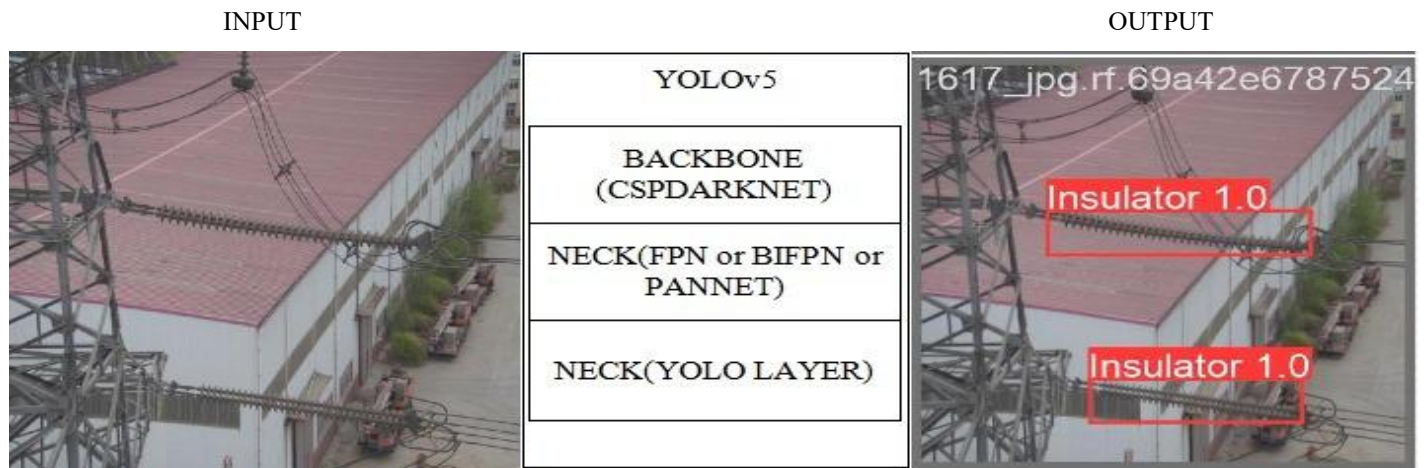 INPUT
OUTPUT
YOLOv5
BACKBONE
(CSPDARKNET)
NECK(FPN or BIFPN or
PANNET)
NECK(YOLO LAYER)
1617_jpg.rf.69a42e6787524
Insulator 1.0
Insulator 1.0